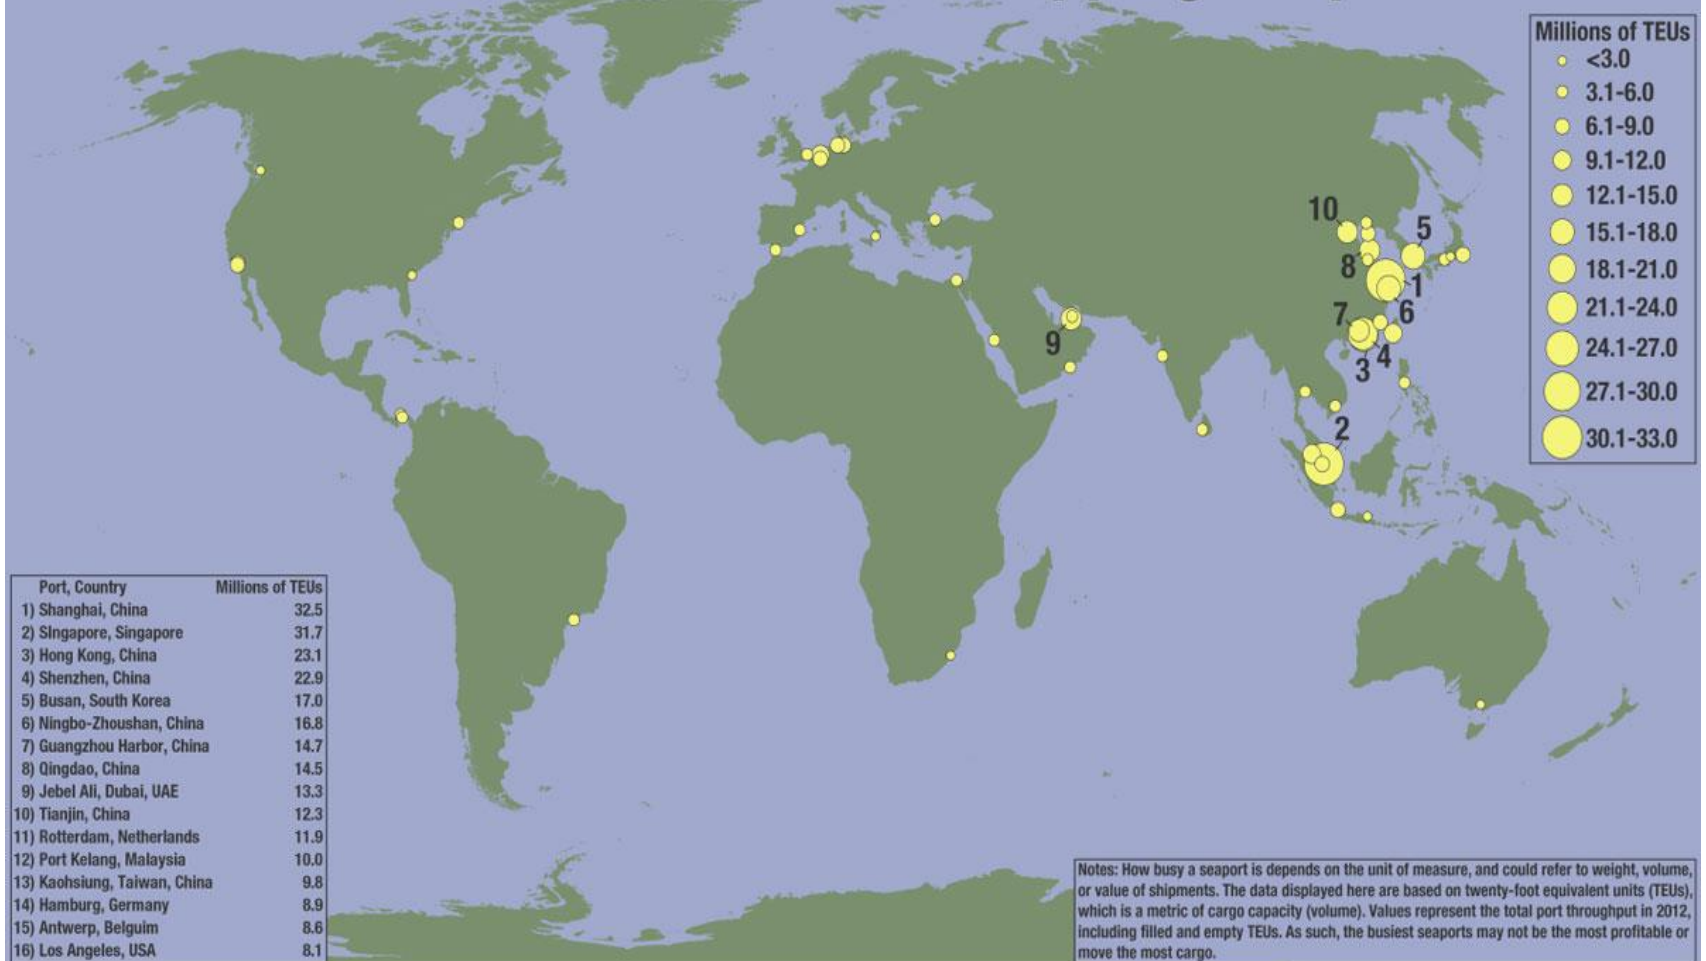 Millions of TEUs
<3.0
3.1-6.0
6.1-9.0
9.1-12.0
12.1-15.0
15.1-18.0
18.1-21.0
21.1-24.0
24.1-27.0
27.1-30.0
30.1-33.0
10
5
8
1
7
6
9
4
3
2
Port, Country Millions of TEUs
1) Shanghai, China 32.5
2) SIngapore, Singapore 31.7
3) Hong Kong, China 23.1
4) Shenzhen, China 22.9
5) Busan, South Korea 17.0
6) Ningbo-Zhoushan, China 16.8
7) Guangzhou Harbor, China 14.7
8) Qingdao, China 14.5
9) Jebel Ali, Dubai, UAE 13.3
10) Tianjin, China 12.3
11) Rotterdam, Netherlands 11.9
12) Port Kelang, Malaysia 10.0
13) Kaohsiung, Taiwan, China 9.8
14) Hamburg, Germany 8.9
15) Antwerp, Belguim 8.6
16) Los Angeles, USA 8.1
Notes: How busy a seaport is depends on the unit of measure, and could refer to weight, volume,
or value of shipments. The data displayed here are based on twenty-foot equivalent units (TEUs),
which is a metric of cargo capacity (volume). Values represent the total port throughput in 2012,
including filled and empty TEUs. As such, the busiest seaports may not be the most profitable or
move the most cargo.